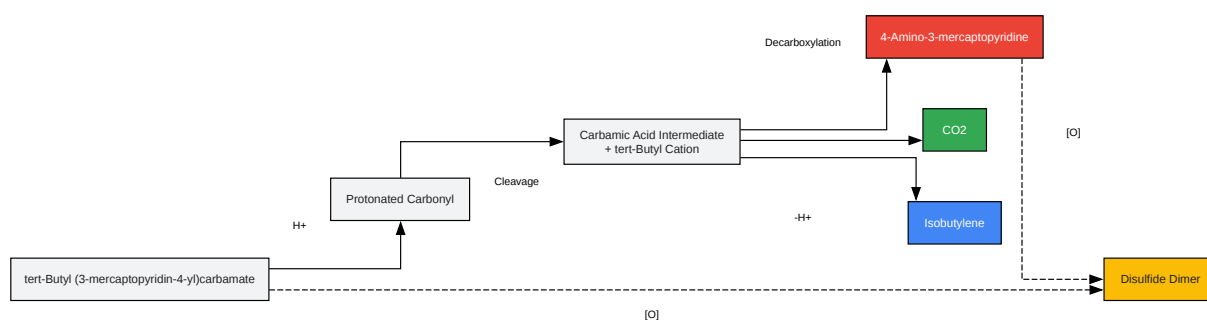 Decarboxylation
4-Amino-3-mercaptopyridine
CO2
[O]
Carbamic Acid Intermediate
+ tert-Butyl Cation
Cleavage
Protonated Carbonyl
H+
-H+
Isobutylene
tert-Butyl (3-mercaptopyridin-4-yl)carbamate
Disulfide Dimer
[O]